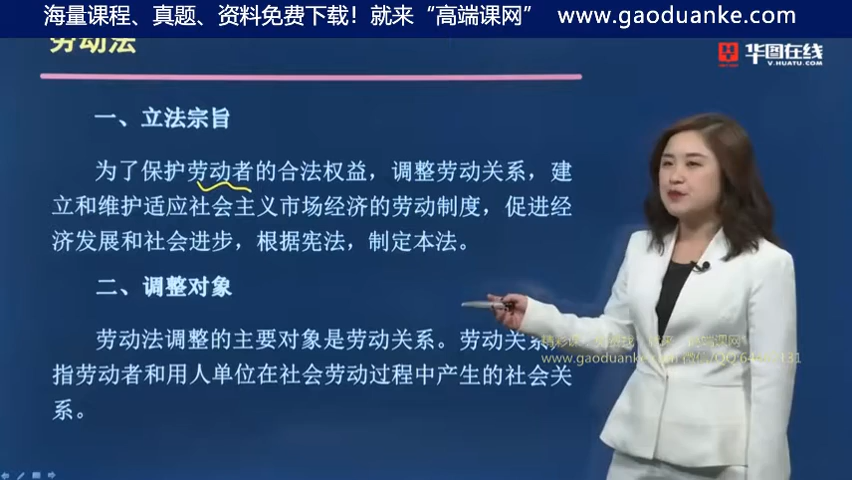 海量课程、真题、资料免费下载！就来“高端课网” www.gaoduanke.com
劳动法
华图在线
V.HUATU.COM
一、立法宗旨
为了保护劳动者的合法权益，调整劳动关系，建
立和维护适应社会主义市场经济的劳动制度，促进经
济发展和社会进步，根据宪法，制定本法。
二、调整对象
劳动法调整的主要对象是劳动关系。劳动关系，
指劳动者和用人单位在社会劳动过程中产生的社会关
系。
www.gaoduanke